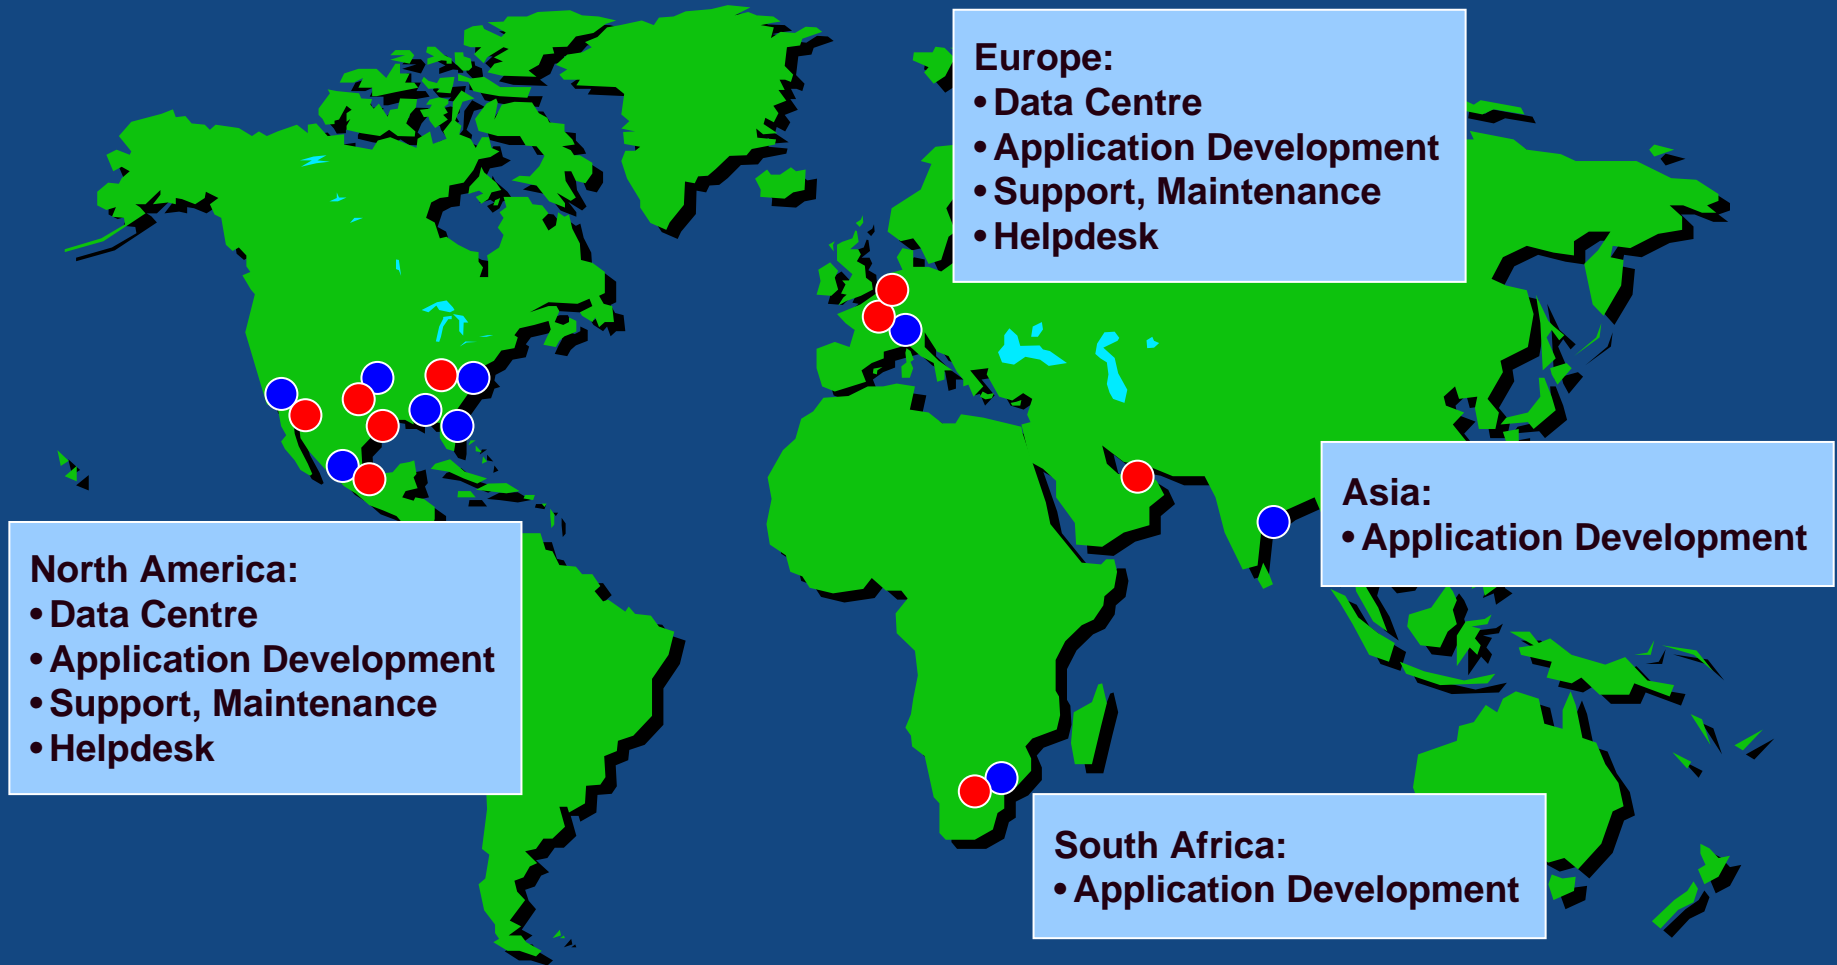 Europe:
• Data Centre
• Application Development
• Support, Maintenance
• Helpdesk
Asia:
• Application Development
North America:
• Data Centre
• Application Development
• Support, Maintenance
• Helpdesk
South Africa:
• Application Development